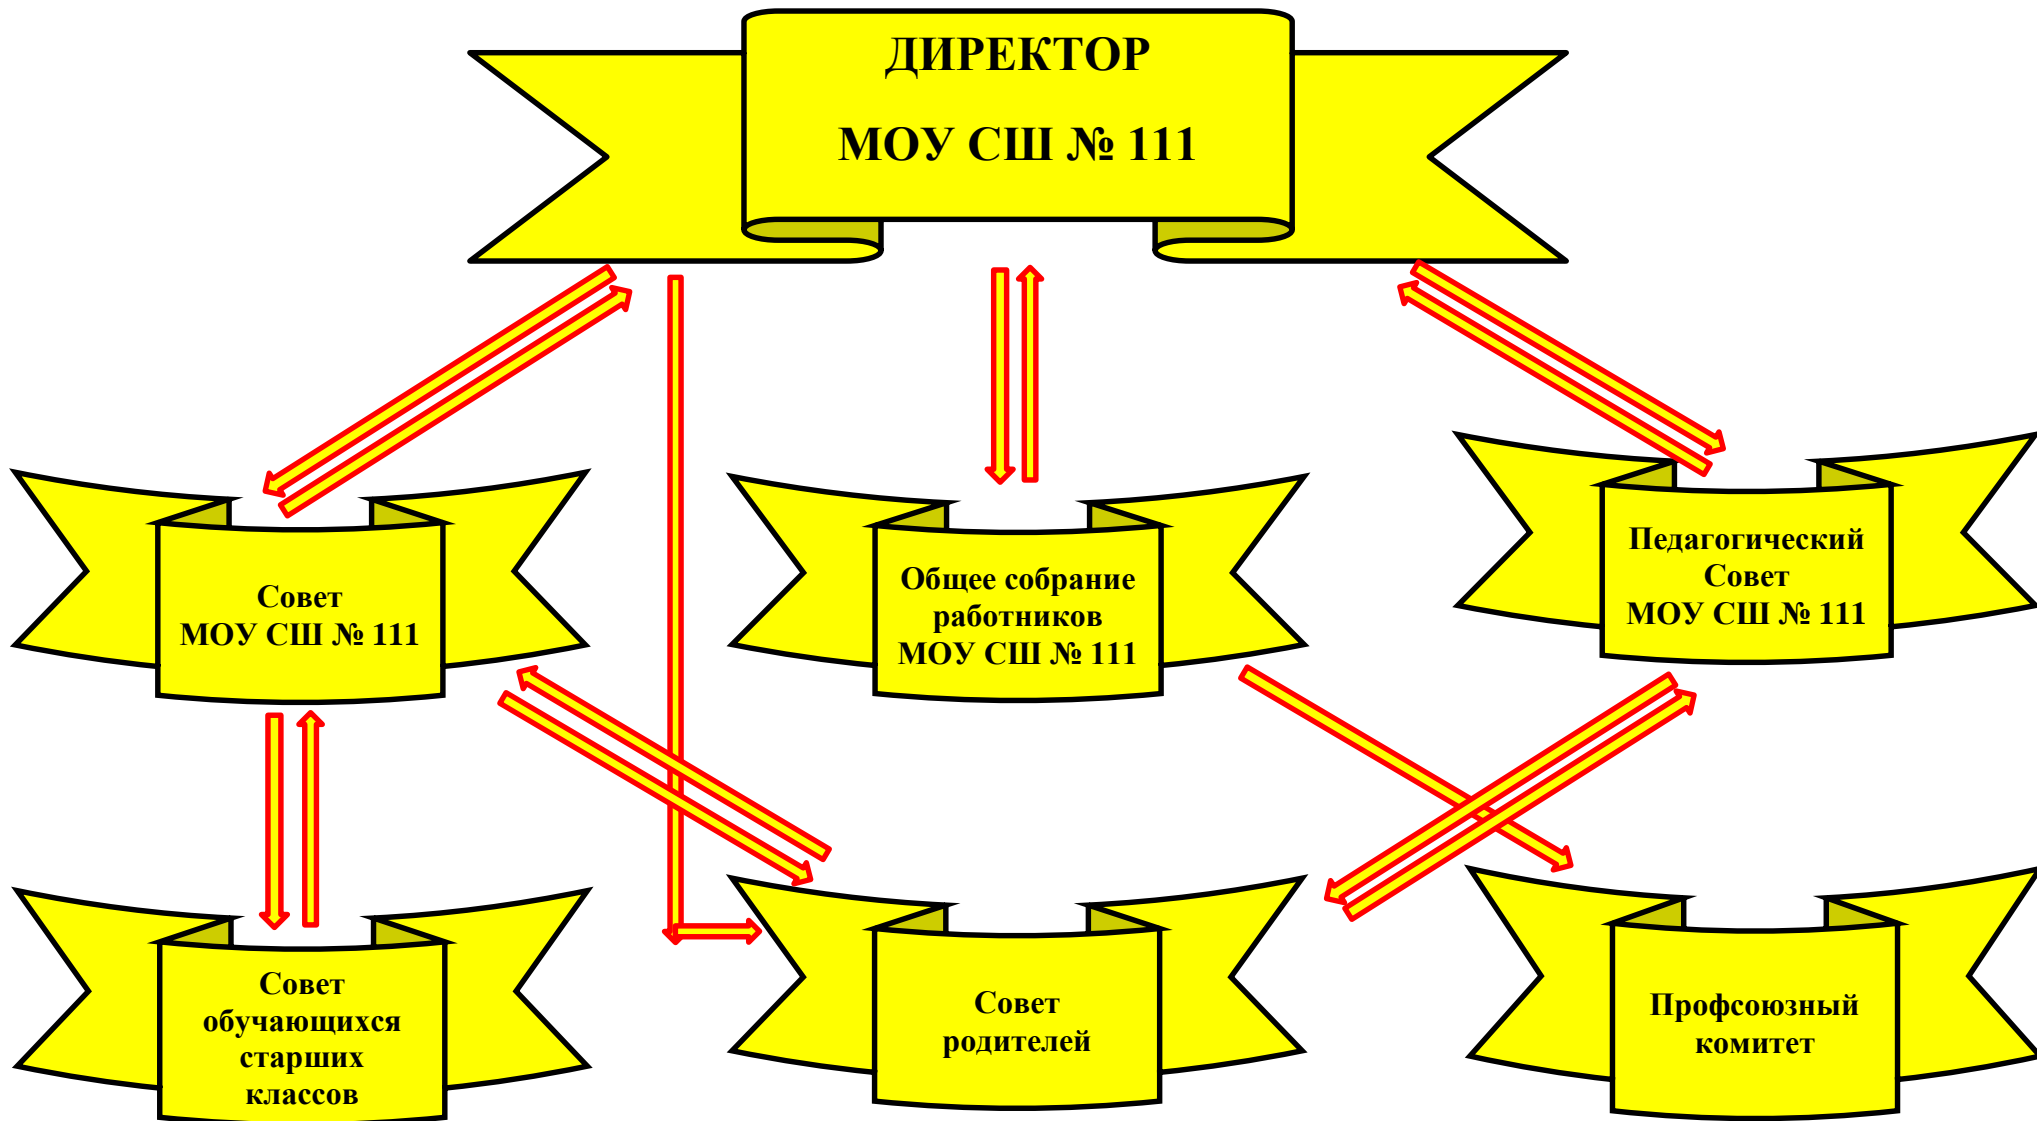 ДИРЕКТОР
МОУ СШ № 111
Совет
МОУ СШ № 111
Общее собрание
работников
МОУ СШ № 111
Педагогический
Совет
МОУ СШ № 111
Совет
обучающихся
старших
классов
Совет
родителей
Профсоюзный
комитет